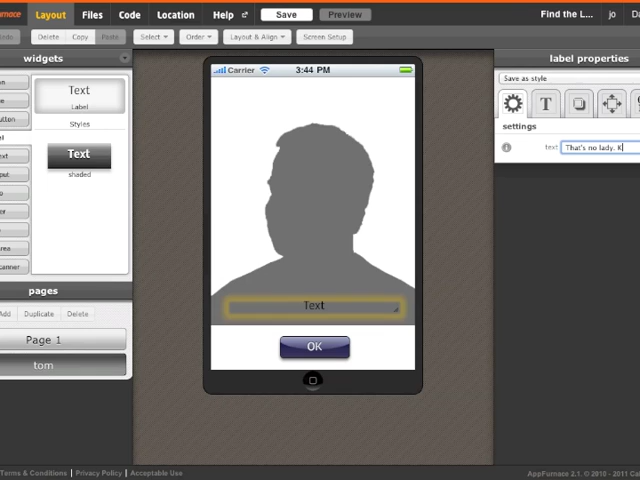 Layout Files Code Location Help Save Preview Find the L... jo
Delete Copy Paste Select Order Layout & Align Screen Setup
widgets
label properties
Text
Label
Styles
Text
shaded
Carrier 3:44 PM
Save as style
T
settings
text That's no lady. K
Text
OK
pages
Add Duplicate Delete
Page 1
tom
Terms & Conditions | Privacy Policy | Acceptable Use
AppFurnace 2.1. © 2010 - 2011 Cal